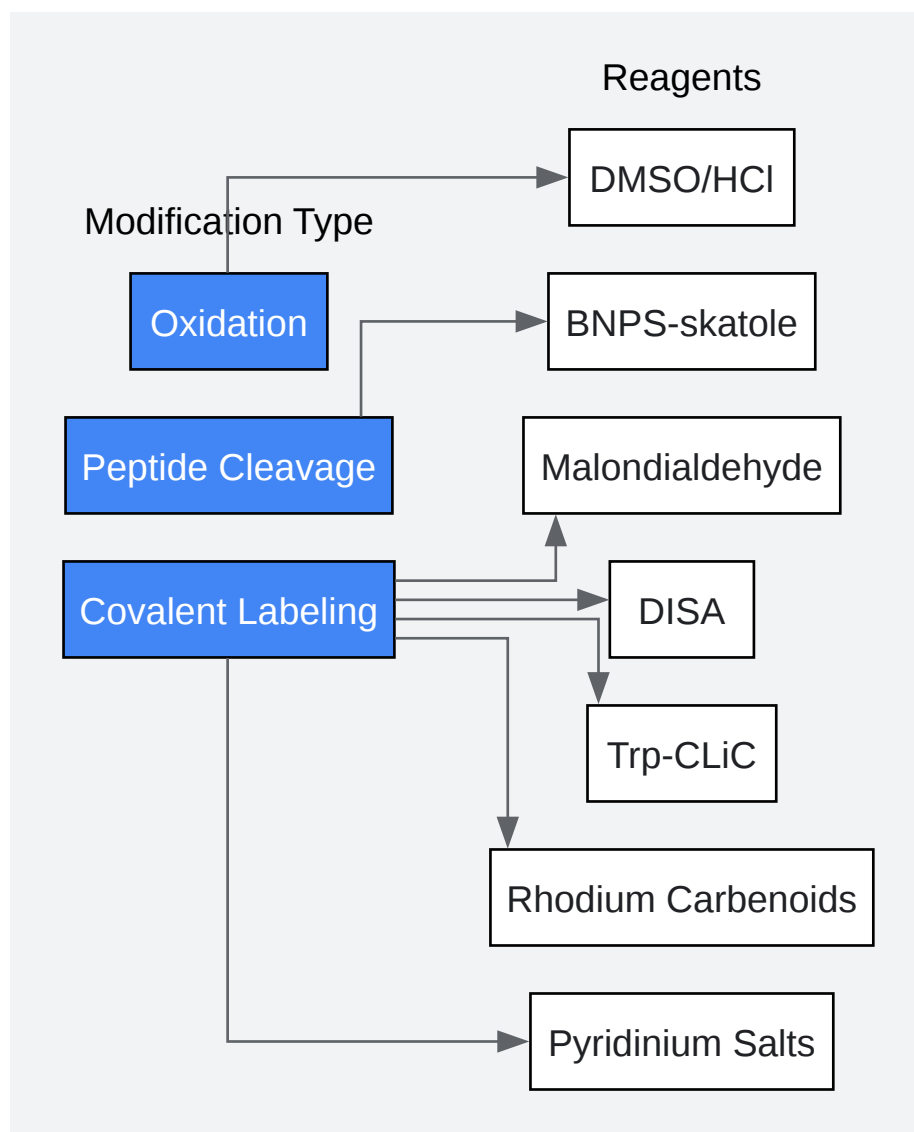 Reagents
DMSO/HCl
Modification Type
Oxidation
BNPS-skatole
Peptide Cleavage
Malondialdehyde
Covalent Labeling
DISA
Trp-CLiC
Rhodium Carbenoids
Pyridinium Salts